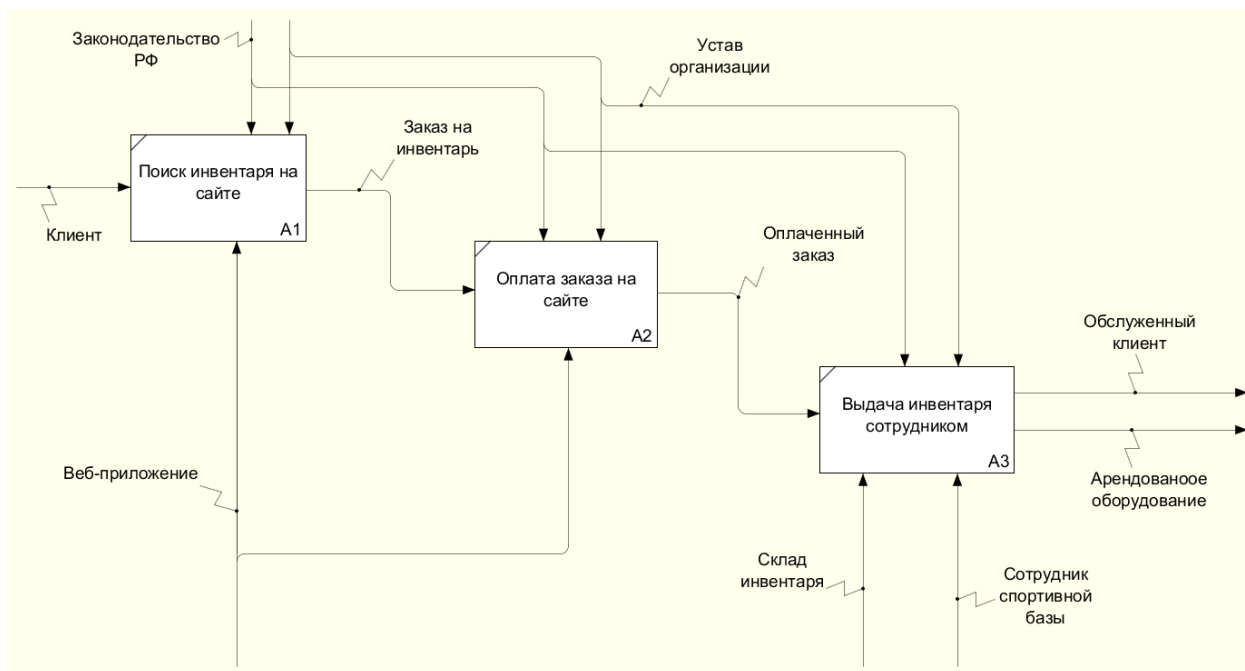 Законодательство
РФ
Устав
организации
Заказ на
инвентарь
Поиск инвентаря на
сайте
A1
Клиент
Оплаченный
заказ
Оплата заказа на
сайте
A2
Обслуженный
клиент
Выдача инвентаря
сотрудником
A3
Веб-приложение
Арендованоое
оборудование
Склад
инвентаря
Сотрудник
спортивной
базы